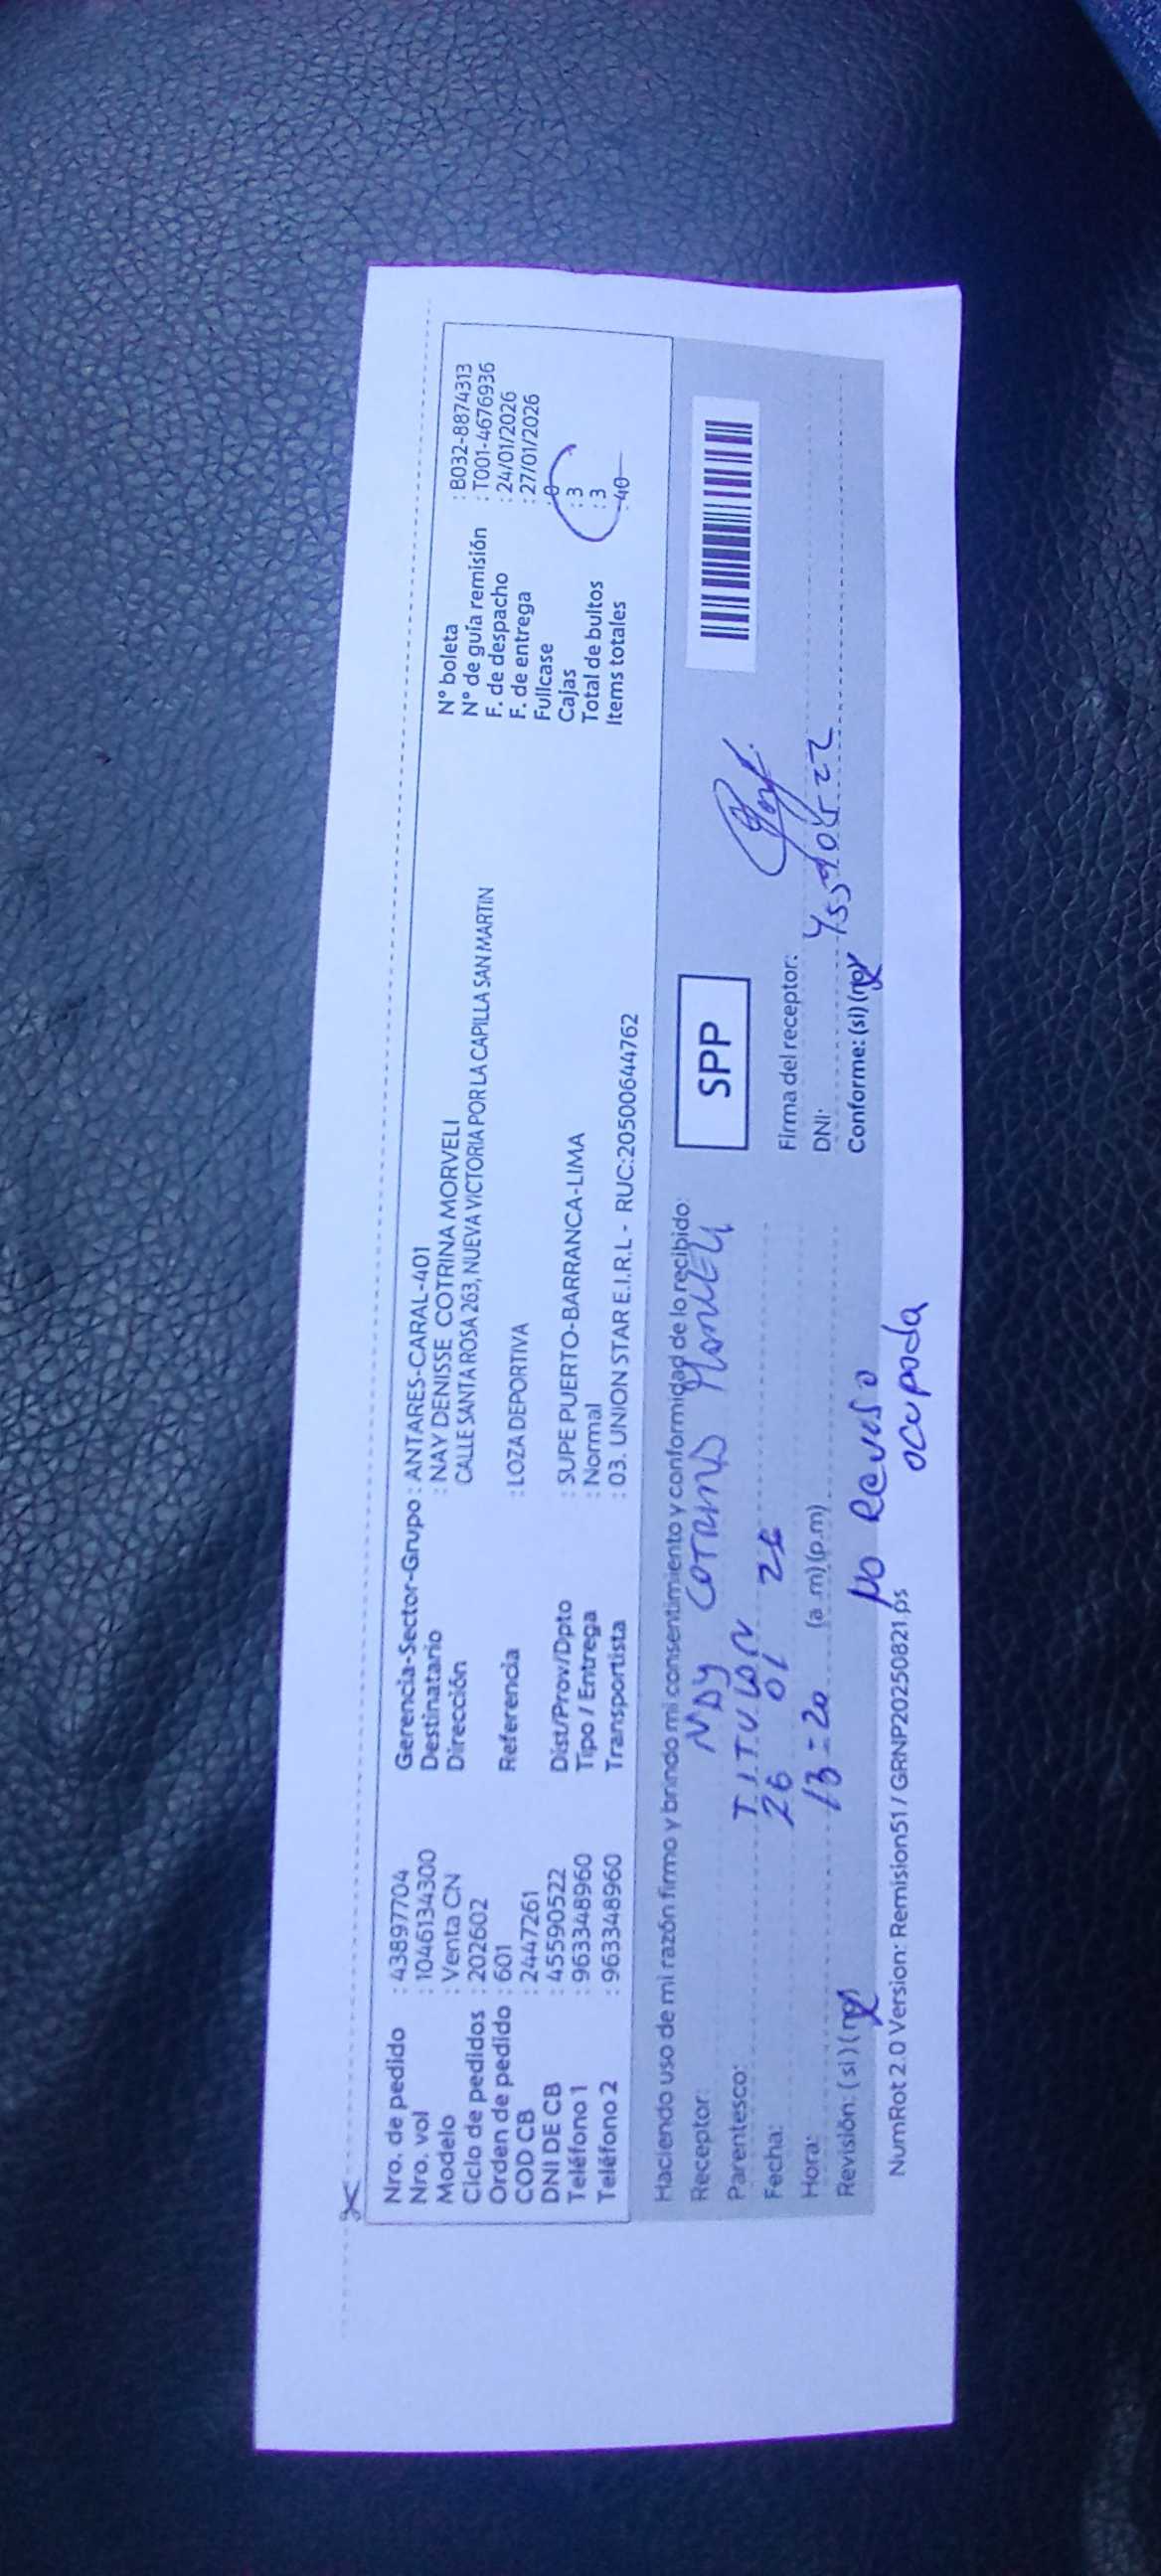 Nro. de pedido : 43897704
Nro. vol : 1046134300
Modelo : Venta CN
Ciclo de pedidos : 202602
Orden de pedido : 601
COD CB : 2447261
DNI DE CB : 45590522
Teléfono 1 : 963348960
Teléfono 2 : 963348960
Gerencia-Sector-Grupo : ANTARES-CARAL-401
Destinatario : NAY DENISSE COTRINA MORVELI
Dirección CALLE SANTA ROSA 263, NUEVA VICTORIA POR LA CAPILLA SAN MARTIN
Referencia : LOZA DEPORTIVA
Dist/Prov/Dpto : SUPE PUERTO-BARRANCA-LIMA
Tipo / Entrega : Normal
Transportista : 03. UNION STAR E.I.R.L - RUC:20500644762
N° boleta : B032-8874313
N° de guía remisión : T001-4676936
F. de despacho : 24/01/2026
F. de entrega : 27/01/2026
Fullcase : 0
Cajas : 3
Total de bultos : 3
Items totales : 40
Haciendo uso de mi razón firmo y brindo mi consentimiento y conformidad de lo recibido:
Receptor: NAY COTRINA MORVELI
Parentesco: TITULAR
Fecha: 26 01 26
Hora: 13=20 (a m) (p.m)
Revisión: (si) (no)
SPP
Firma del receptor:
DNI: 45590522
Conforme: (si) (no)
No Reviso
ocupada
NumRot 2.0 Version: Remision51 / GRNP20250821.ps